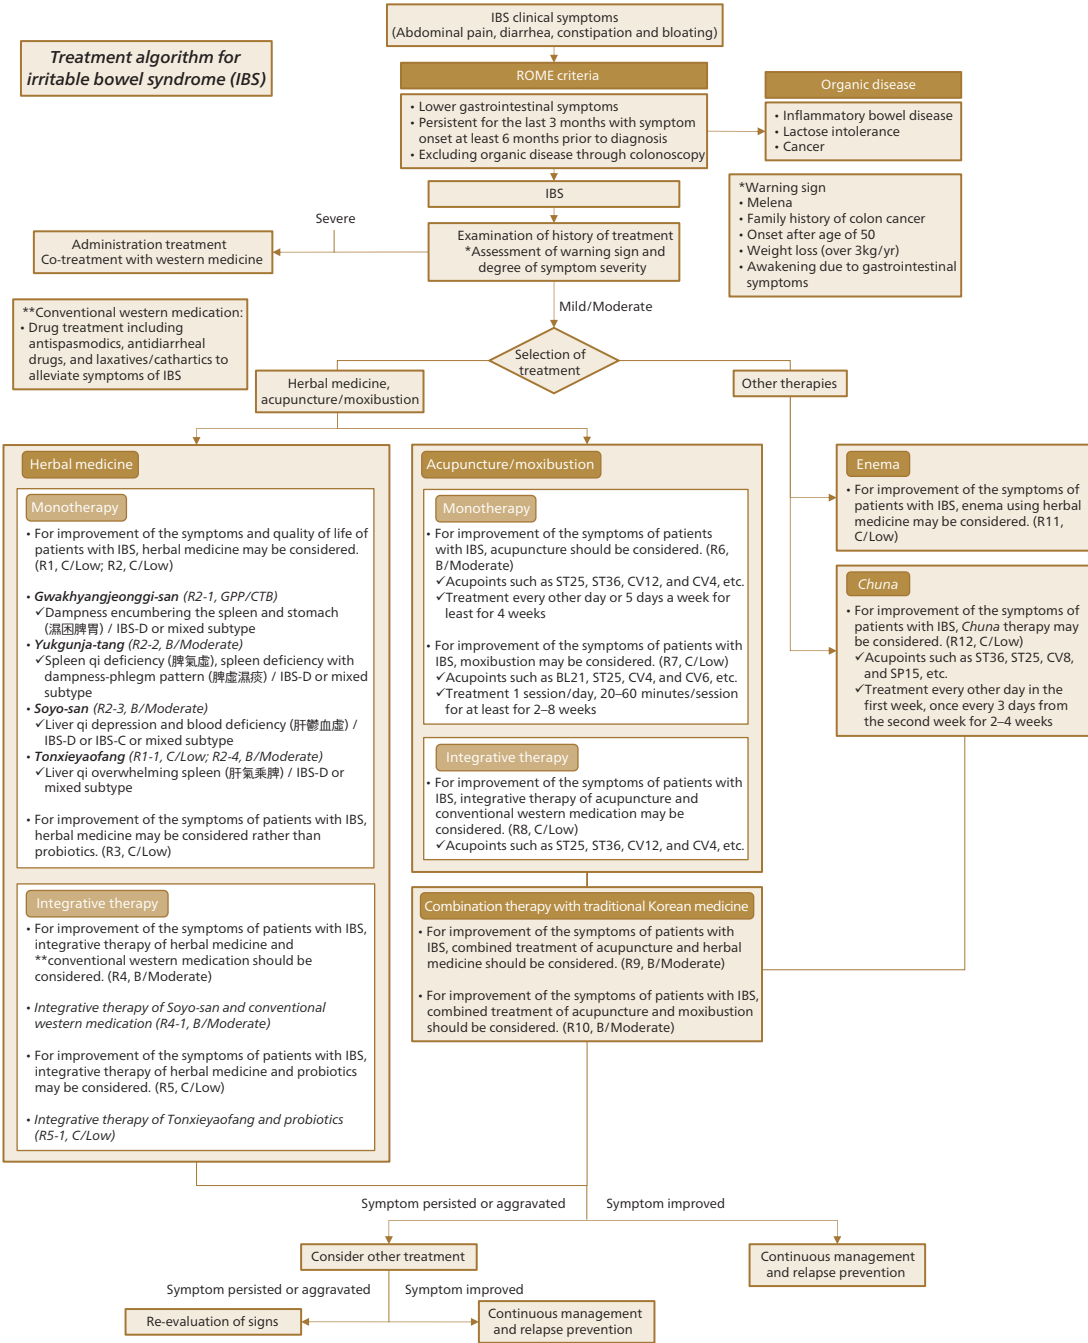 Treatment algorithm for
irritable bowel syndrome (IBS)
IBS clinical symptoms
(Abdominal pain, diarrhea, constipation and bloating)
ROME criteria
• Lower gastrointestinal symptoms
• Persistent for the last 3 months with symptom
onset at least 6 months prior to diagnosis
• Excluding organic disease through colonoscopy
Organic disease
• Inflammatory bowel disease
• Lactose intolerance
• Cancer
IBS
*Warning sign
• Melena
• Family history of colon cancer
• Onset after age of 50
• Weight loss (over 3kg/yr)
• Awakening due to gastrointestinal
symptoms
Examination of history of treatment
*Assessment of warning sign and
degree of symptom severity
Severe
Administration treatment
Co-treatment with western medicine
Mild/Moderate
**Conventional western medication:
• Drug treatment including
antispasmodics, antidiarrheal
drugs, and laxatives/cathartics to
alleviate symptoms of IBS
Selection of
treatment
Herbal medicine,
acupuncture/moxibustion
Other therapies
Herbal medicine
Monotherapy
• For improvement of the symptoms and quality of life of
patients with IBS, herbal medicine may be considered.
(R1, C/Low; R2, C/Low)
• Gwakhyangjeonggi-san (R2-1, GPP/CTB)
✓Dampness encumbering the spleen and stomach
(濕困脾胃) / IBS-D or mixed subtype
• Yukgunja-tang (R2-2, B/Moderate)
✓Spleen qi deficiency (脾氣虛), spleen deficiency with
dampness-phlegm pattern (脾虛濕痰) / IBS-D or mixed
subtype
• Soyo-san (R2-3, B/Moderate)
✓Liver qi depression and blood deficiency (肝鬱血虛) /
IBS-D or IBS-C or mixed subtype
• Tonxieyaofang (R1-1, C/Low; R2-4, B/Moderate)
✓Liver qi overwhelming spleen (肝氣乘脾) / IBS-D or
mixed subtype
• For improvement of the symptoms of patients with IBS,
herbal medicine may be considered rather than
probiotics. (R3, C/Low)
Integrative therapy
• For improvement of the symptoms of patients with IBS,
integrative therapy of herbal medicine and
**conventional western medication should be
considered. (R4, B/Moderate)
• Integrative therapy of Soyo-san and conventional
western medication (R4-1, B/Moderate)
• For improvement of the symptoms of patients with IBS,
integrative therapy of herbal medicine and probiotics
may be considered. (R5, C/Low)
• Integrative therapy of Tonxieyaofang and probiotics
(R5-1, C/Low)
Acupuncture/moxibustion
Monotherapy
• For improvement of the symptoms of patients
with IBS, acupuncture should be considered. (R6,
B/Moderate)
✓Acupoints such as ST25, ST36, CV12, and CV4, etc.
✓Treatment every other day or 5 days a week for
least for 4 weeks
• For improvement of the symptoms of patients with
IBS, moxibustion may be considered. (R7, C/Low)
✓Acupoints such as BL21, ST25, CV4, and CV6, etc.
✓Treatment 1 session/day, 20–60 minutes/session
for at least for 2–8 weeks
Integrative therapy
• For improvement of the symptoms of patients with
IBS, integrative therapy of acupuncture and
conventional western medication may be
considered. (R8, C/Low)
✓Acupoints such as ST25, ST36, CV12, and CV4, etc.
Combination therapy with traditional Korean medicine
• For improvement of the symptoms of patients with
IBS, combined treatment of acupuncture and herbal
medicine should be considered. (R9, B/Moderate)
• For improvement of the symptoms of patients with IBS,
combined treatment of acupuncture and moxibustion
should be considered. (R10, B/Moderate)
Enema
• For improvement of the symptoms of
patients with IBS, enema using herbal
medicine may be considered. (R11,
C/Low)
Chuna
• For improvement of the symptoms of
patients with IBS, Chuna therapy may
be considered. (R12, C/Low)
✓Acupoints such as ST36, ST25, CV8,
and SP15, etc.
✓Treatment every other day in the
first week, once every 3 days from
the second week for 2–4 weeks
Symptom persisted or aggravated
Symptom improved
Consider other treatment
Continuous management
and relapse prevention
Symptom persisted or aggravated
Symptom improved
Re-evaluation of signs
Continuous management
and relapse prevention